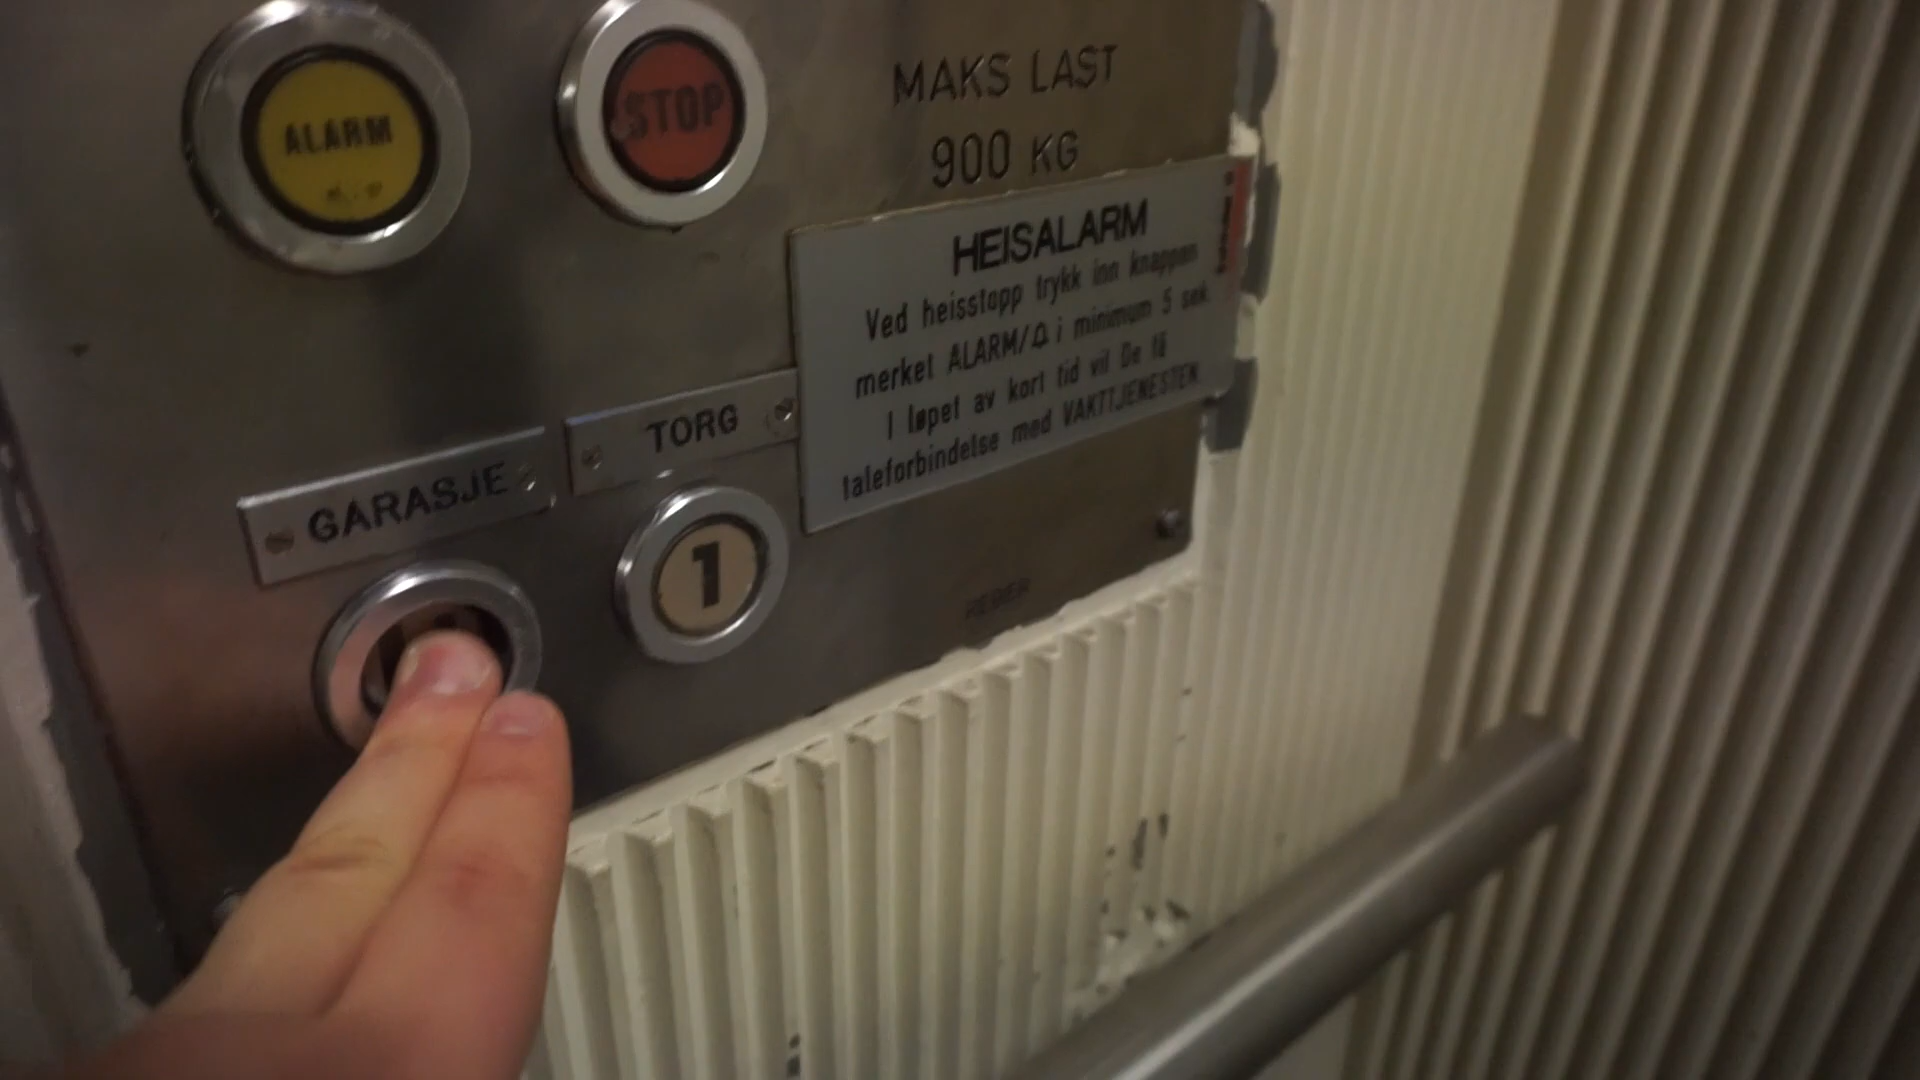 ALARM
STOP
MAKS LAST
900 KG
HEISALARM
Ved heisstopp trykk inn knappen
merket ALARM/Δ i minimum 5 sek.
I løpet av kort tid vil De få
taleforbindelse med VAKTTJENESTEN
TORG
GARASJE
1
REBER